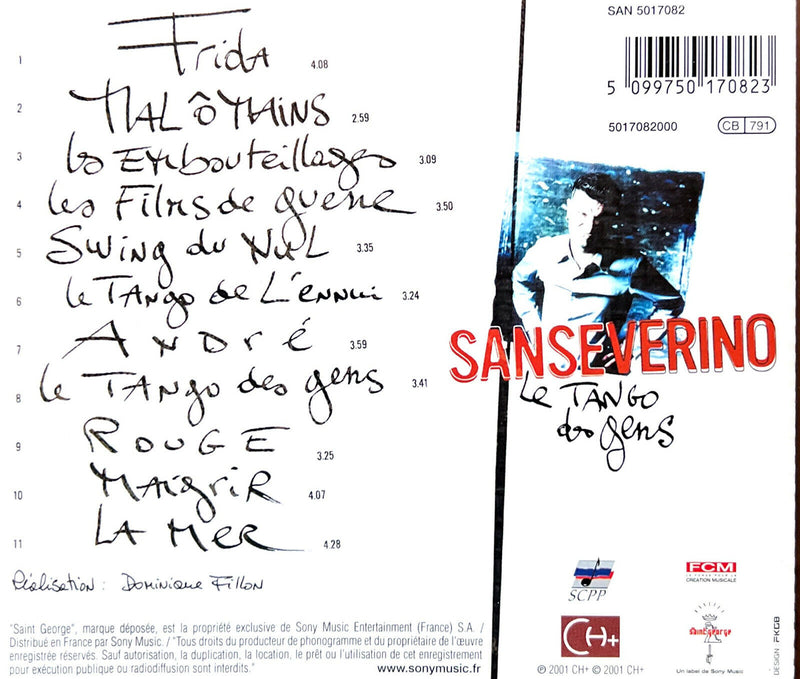 1 Frida 4.08
2 MAL Ô MAINS 2.59
3 les Embouteillages 3.09
4 les Films de guerre 3.50
5 Swing du Nul 3.35
6 le TANGO de L'ennui 3.24
7 André 3.59
8 le TANGO des gens 3.41
9 ROUGE 3.25
10 Maigrir 4.07
11 LA MER 4.28
Réalisation : Dominique Fillon
"Saint George", marque déposée, est la propriété exclusive de Sony Music Entertainment (France) S.A. /
Distribué en France par Sony Music. / "Tous droits du producteur de phonogramme et du propriétaire de l'œuvre
enregistrée réservés. Sauf autorisation, la duplication, la location, le prêt ou l'utilisation de cet enregistrement
pour exécution publique ou radiodiffusion sont interdits."
www.sonymusic.fr
SAN 5017082
5 099750 170823
5017082000
CB 791
SANSEVERINO
Le TANGO
des gens
SCPP
FCM
CRÉATION MUSICALE
CH+
saint george
℗ 2001 CH+ © 2001 CH+
Un label de Sony Music
DESIGN : FKGB